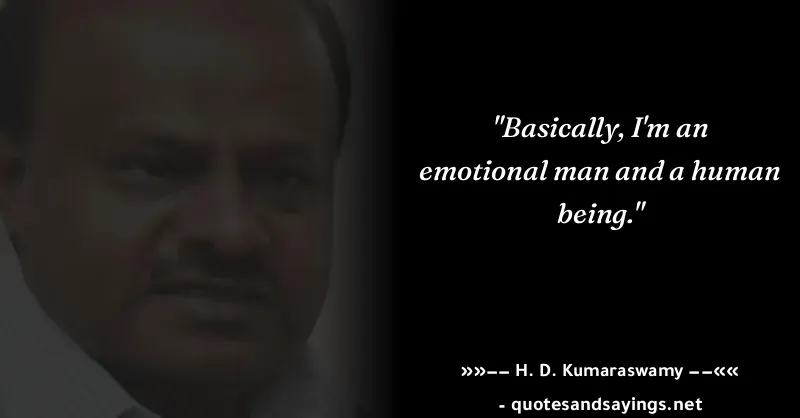 "Basically, I'm an
emotional man and a human
being."
»»–– H. D. Kumaraswamy ––««
- quotesandsayings.net